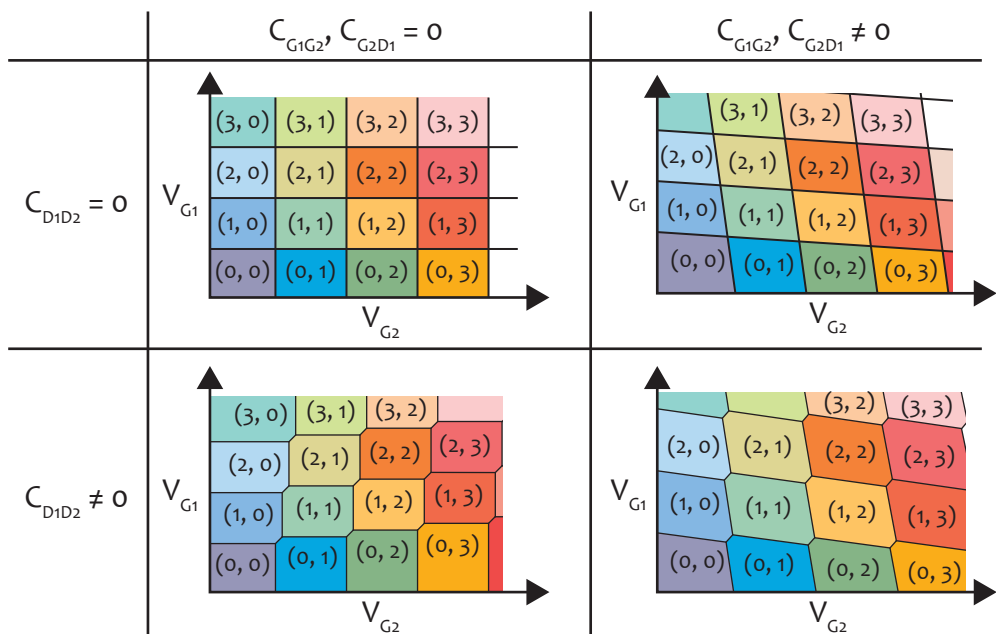 C_G1G2, C_G2D1 = 0
C_G1G2, C_G2D1 ≠ 0
C_D1D2 = 0
V_G1
(3, 0) (3, 1) (3, 2) (3, 3)
(2, 0) (2, 1) (2, 2) (2, 3)
(1, 0) (1, 1) (1, 2) (1, 3)
(0, 0) (0, 1) (0, 2) (0, 3)
V_G2
V_G1
(3, 1) (3, 2) (3, 3)
(2, 0) (2, 1) (2, 2) (2, 3)
(1, 0) (1, 1) (1, 2) (1, 3)
(0, 0) (0, 1) (0, 2) (0, 3)
V_G2
C_D1D2 ≠ 0
V_G1
(3, 0) (3, 1) (3, 2)
(2, 0) (2, 1) (2, 2) (2, 3)
(1, 0) (1, 1) (1, 2) (1, 3)
(0, 0) (0, 1) (0, 2) (0, 3)
V_G2
V_G1
(3, 2) (3, 3)
(2, 0) (2, 1) (2, 2) (2, 3)
(1, 0) (1, 1) (1, 2) (1, 3)
(0, 0) (0, 1) (0, 2) (0, 3)
V_G2